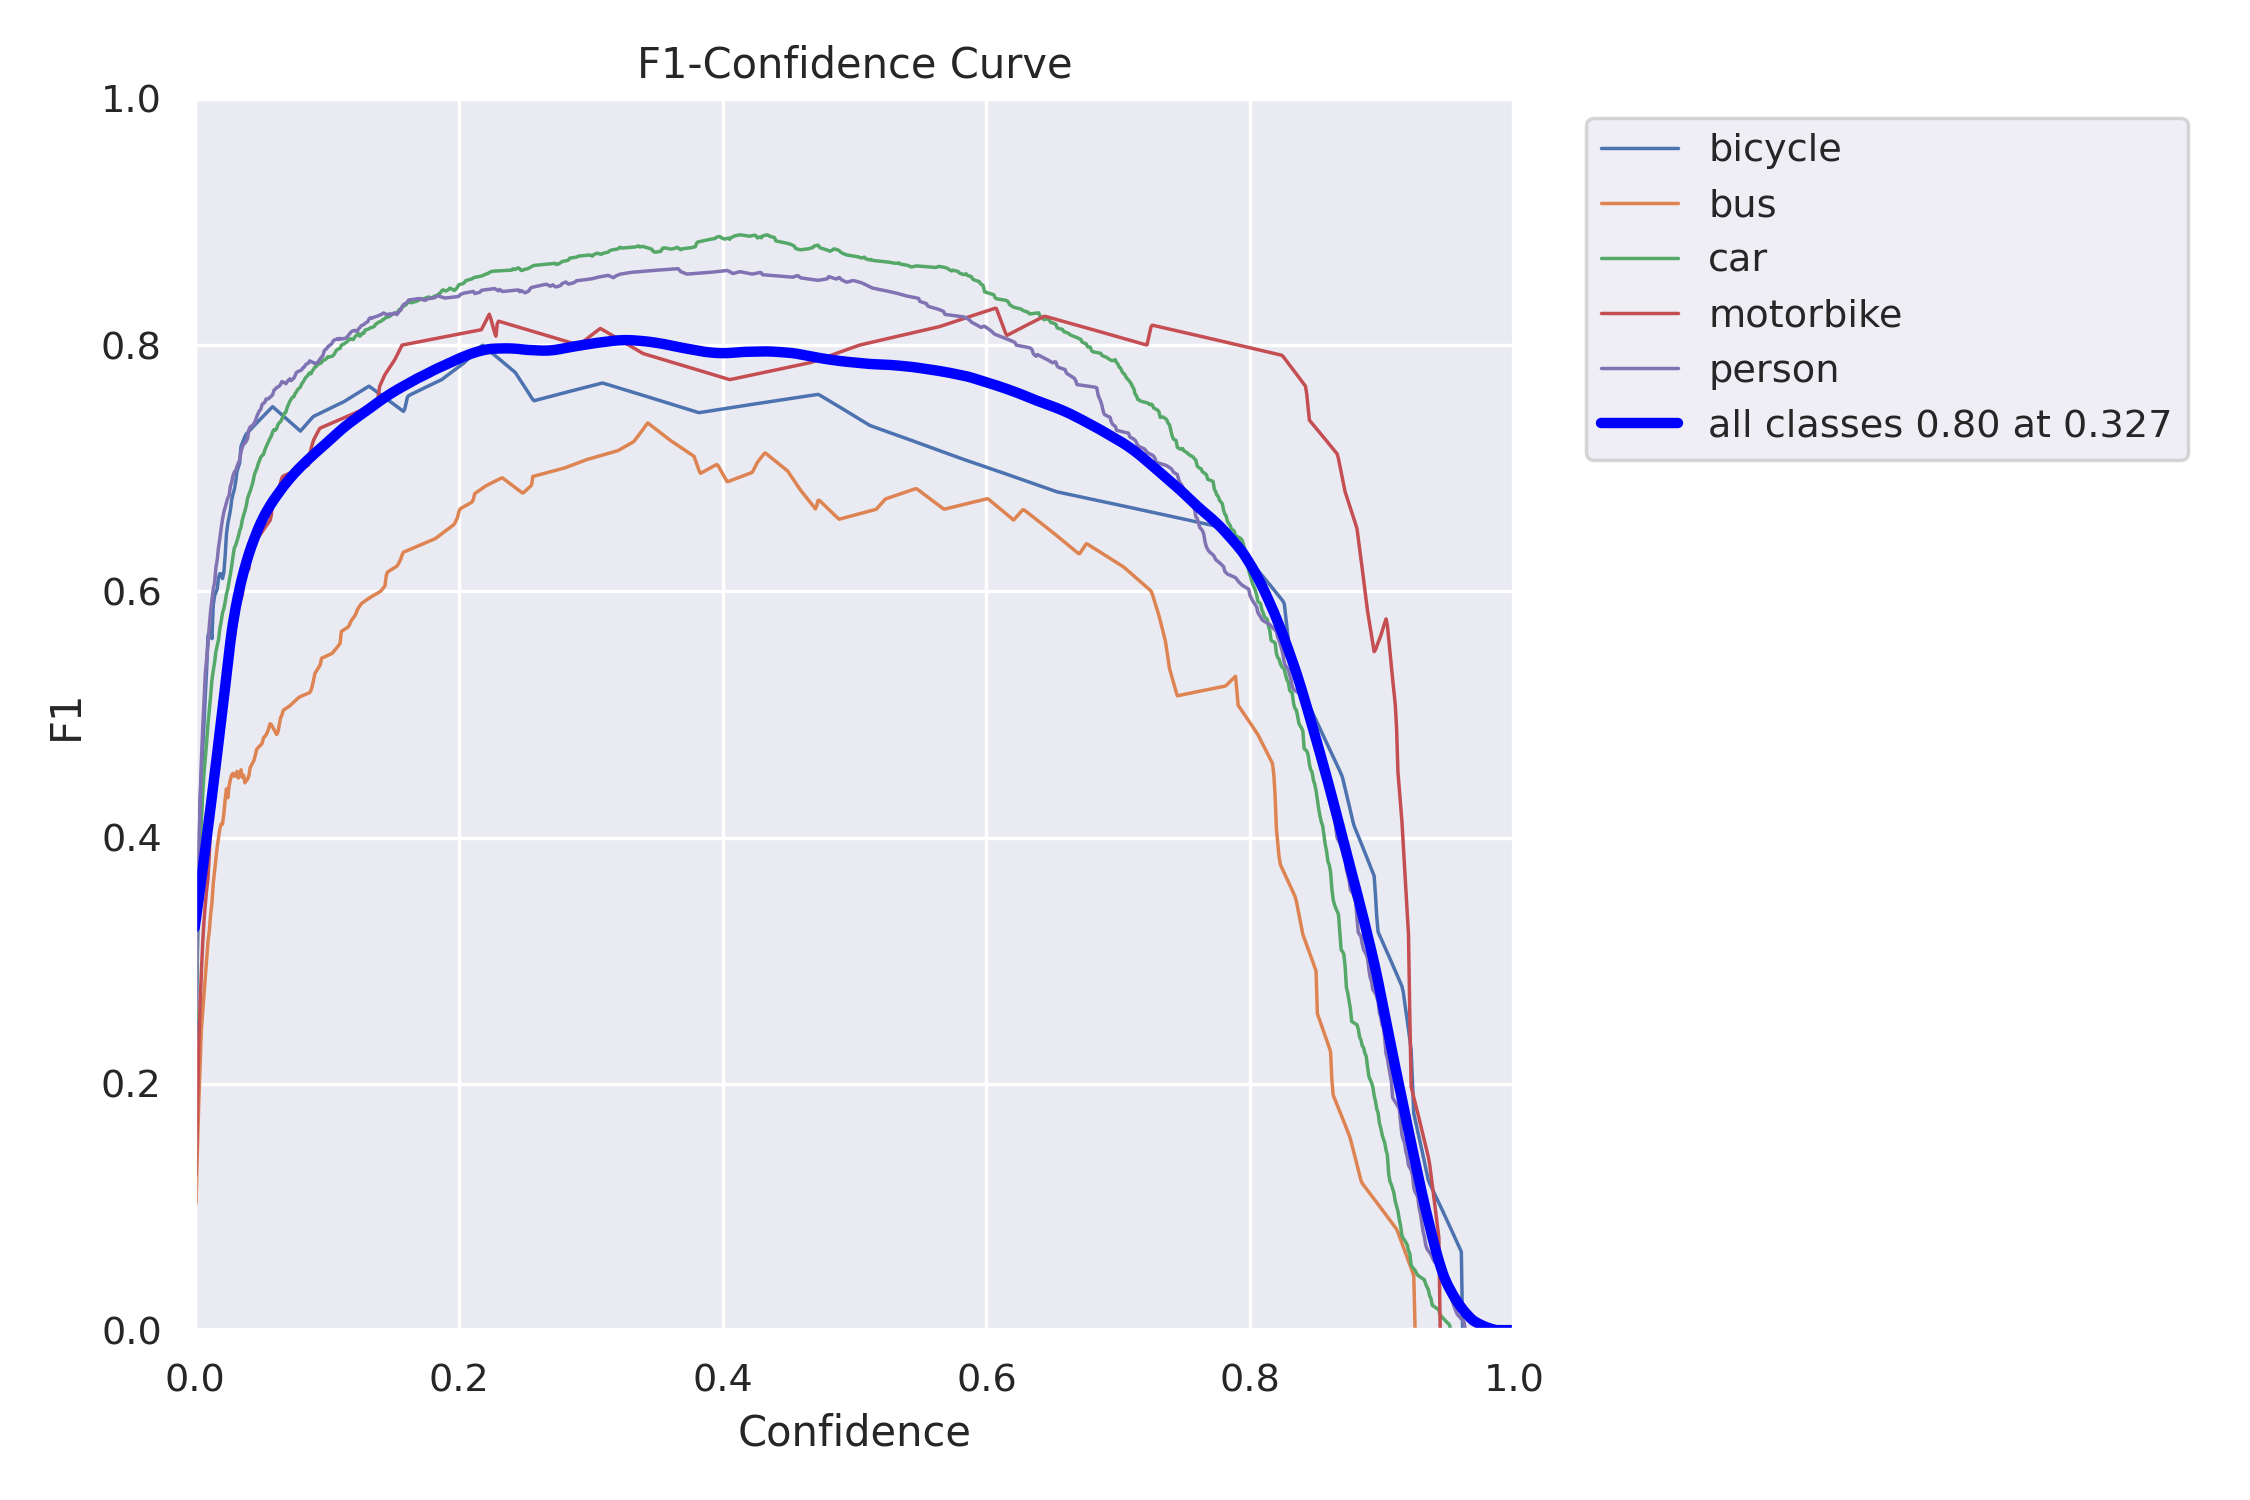 F1-Confidence Curve
1.0
0.8
0.6
0.4
0.2
0.0
F1
0.0 0.2 0.4 0.6 0.8 1.0
Confidence
bicycle
bus
car
motorbike
person
all classes 0.80 at 0.327